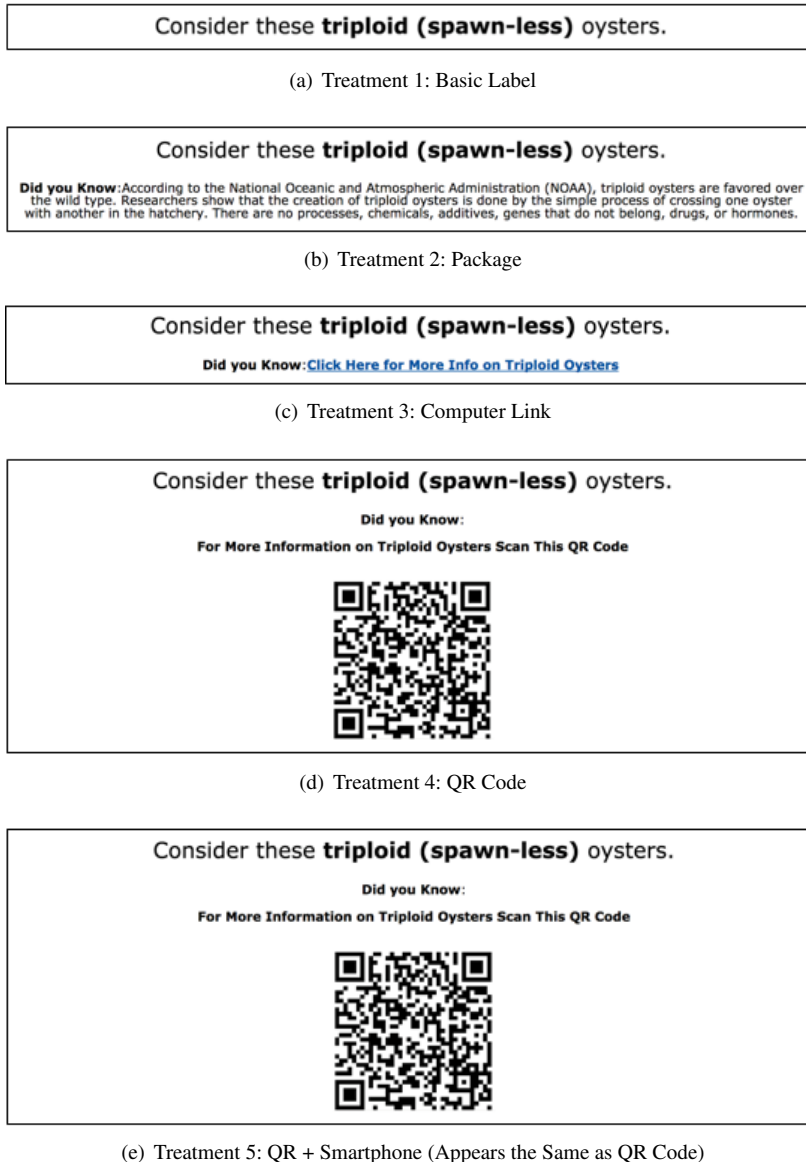 Consider these triploid (spawn-less) oysters.
(a) Treatment 1: Basic Label
Consider these triploid (spawn-less) oysters.
Did you Know:According to the National Oceanic and Atmospheric Administration (NOAA), triploid oysters are favored over
the wild type. Researchers show that the creation of triploid oysters is done by the simple process of crossing one oyster
with another in the hatchery. There are no processes, chemicals, additives, genes that do not belong, drugs, or hormones.
(b) Treatment 2: Package
Consider these triploid (spawn-less) oysters.
Did you Know:Click Here for More Info on Triploid Oysters
(c) Treatment 3: Computer Link
Consider these triploid (spawn-less) oysters.
Did you Know:
For More Information on Triploid Oysters Scan This QR Code
(d) Treatment 4: QR Code
Consider these triploid (spawn-less) oysters.
Did you Know:
For More Information on Triploid Oysters Scan This QR Code
(e) Treatment 5: QR + Smartphone (Appears the Same as QR Code)